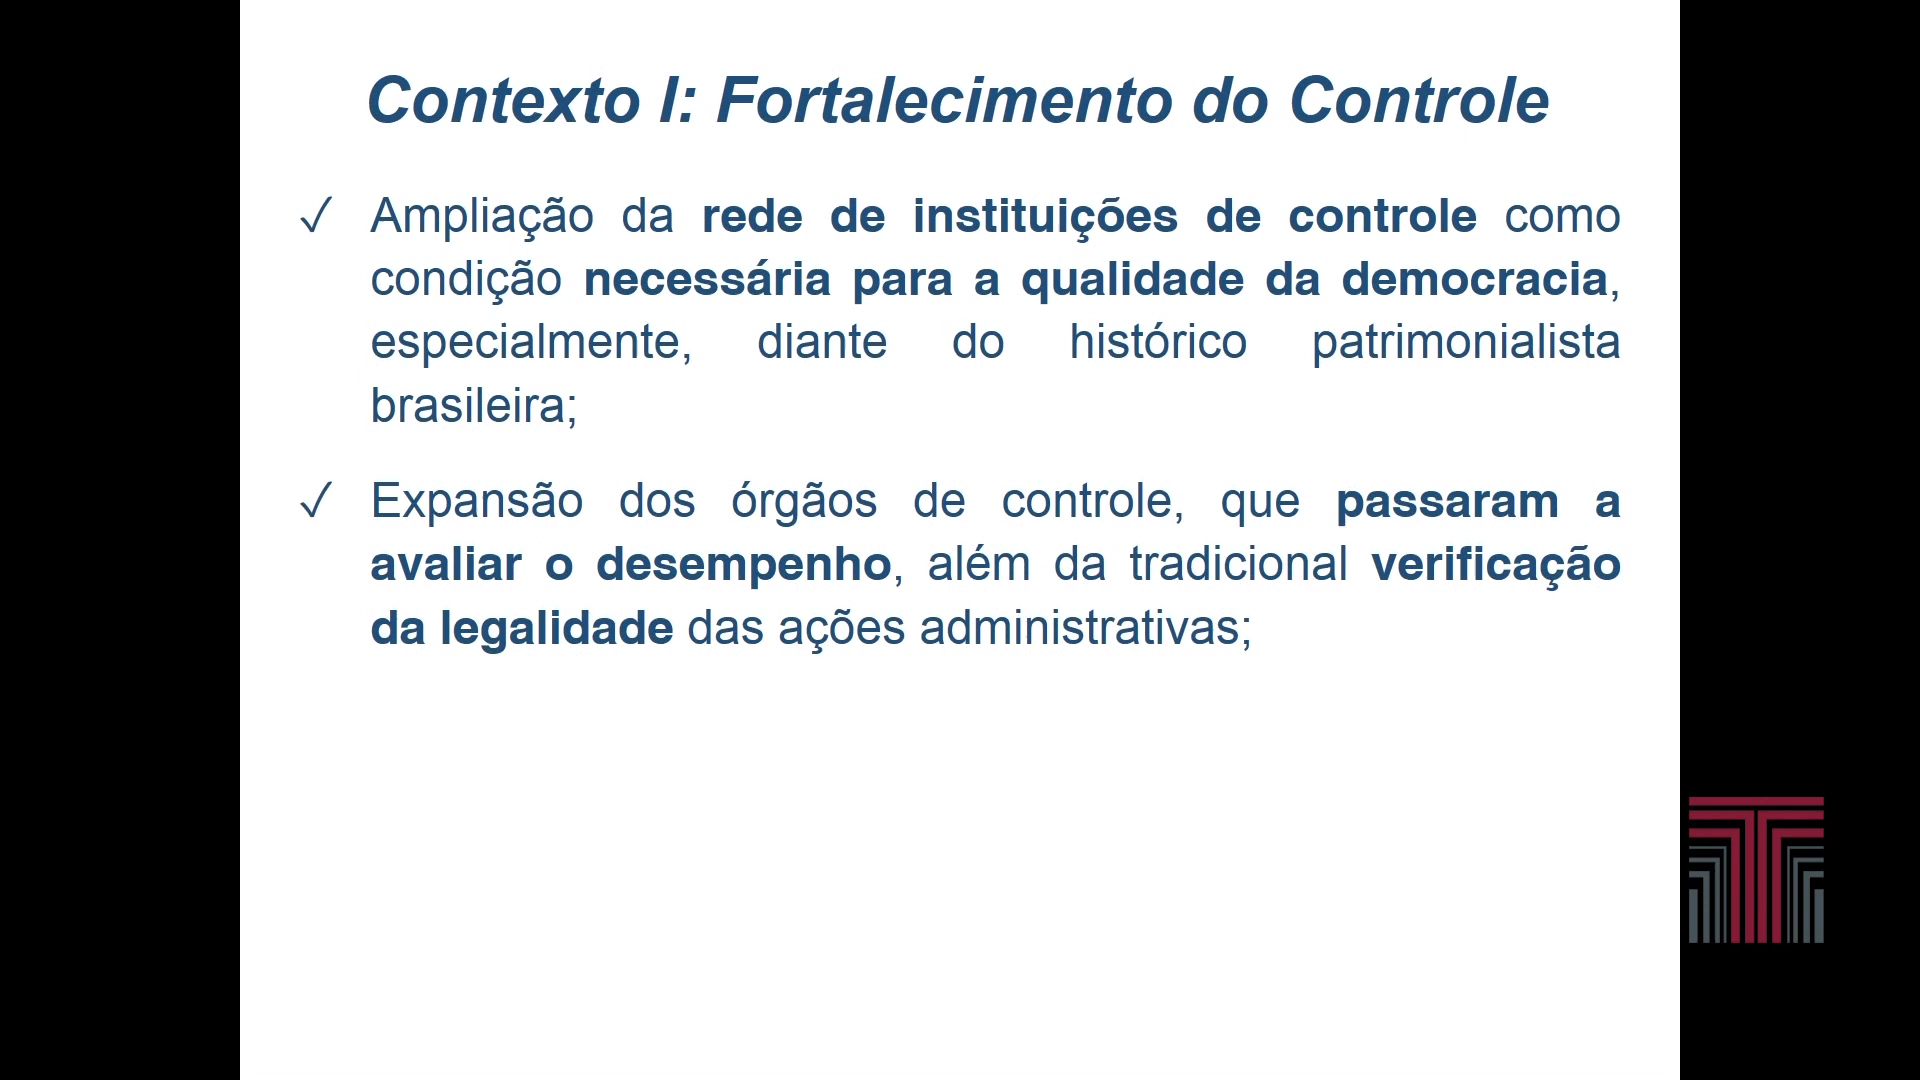 Contexto I: Fortalecimento do Controle
✓ Ampliação da rede de instituições de controle como
condição necessária para a qualidade da democracia,
especialmente, diante do histórico patrimonialista
brasileira;
✓ Expansão dos órgãos de controle, que passaram a
avaliar o desempenho, além da tradicional verificação
da legalidade das ações administrativas;